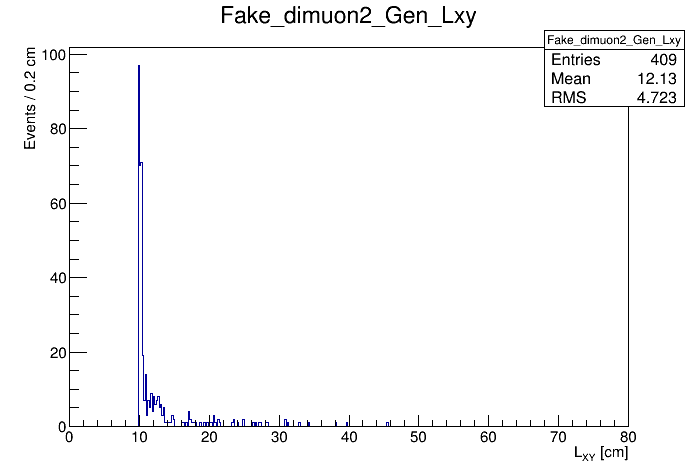 Fake_dimuon2_Gen_Lxy
Fake_dimuon2_Gen_Lxy
Entries 409
Mean 12.13
RMS 4.723
Events / 0.2 cm
100
80
60
40
20
0
0 10 20 30 40 50 60 70 80
L_XY [cm]